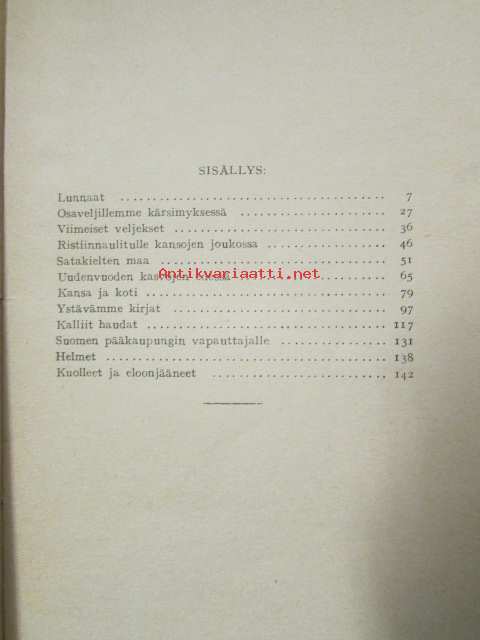 SISÄLLYS:
Lunnaat 7
Osaveljillemme kärsimyksessä 27
Viimeiset veljekset 36
Ristiinnaulitulle kansojen joukossa 46
Satakielten maa 51
Uudenvuoden kasvojen 65
Antikvariaatti.net
Kansa ja koti 79
Ystävämme kirjat 97
Kalliit haudat 117
Suomen pääkaupungin vapauttajalle 131
Helmet 138
Kuolleet ja eloonjääneet 142